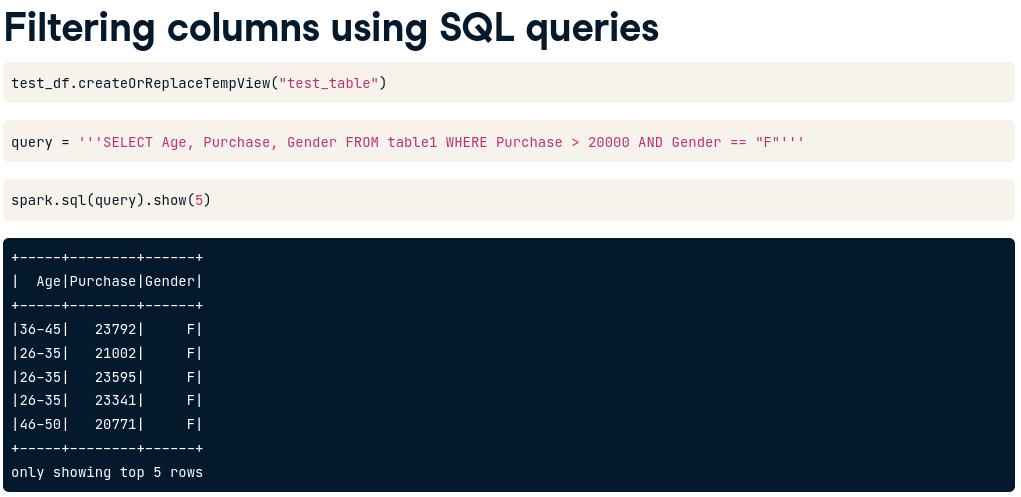 Filtering columns using SQL queries
test_df.createOrReplaceTempView("test_table")
query = '''SELECT Age, Purchase, Gender FROM table1 WHERE Purchase > 20000 AND Gender == "F"'''
spark.sql(query).show(5)
+-----+--------+------+
|  Age|Purchase|Gender|
+-----+--------+------+
|36-45|   23792|     F|
|26-35|   21002|     F|
|26-35|   23595|     F|
|26-35|   23341|     F|
|46-50|   20771|     F|
+-----+--------+------+
only showing top 5 rows